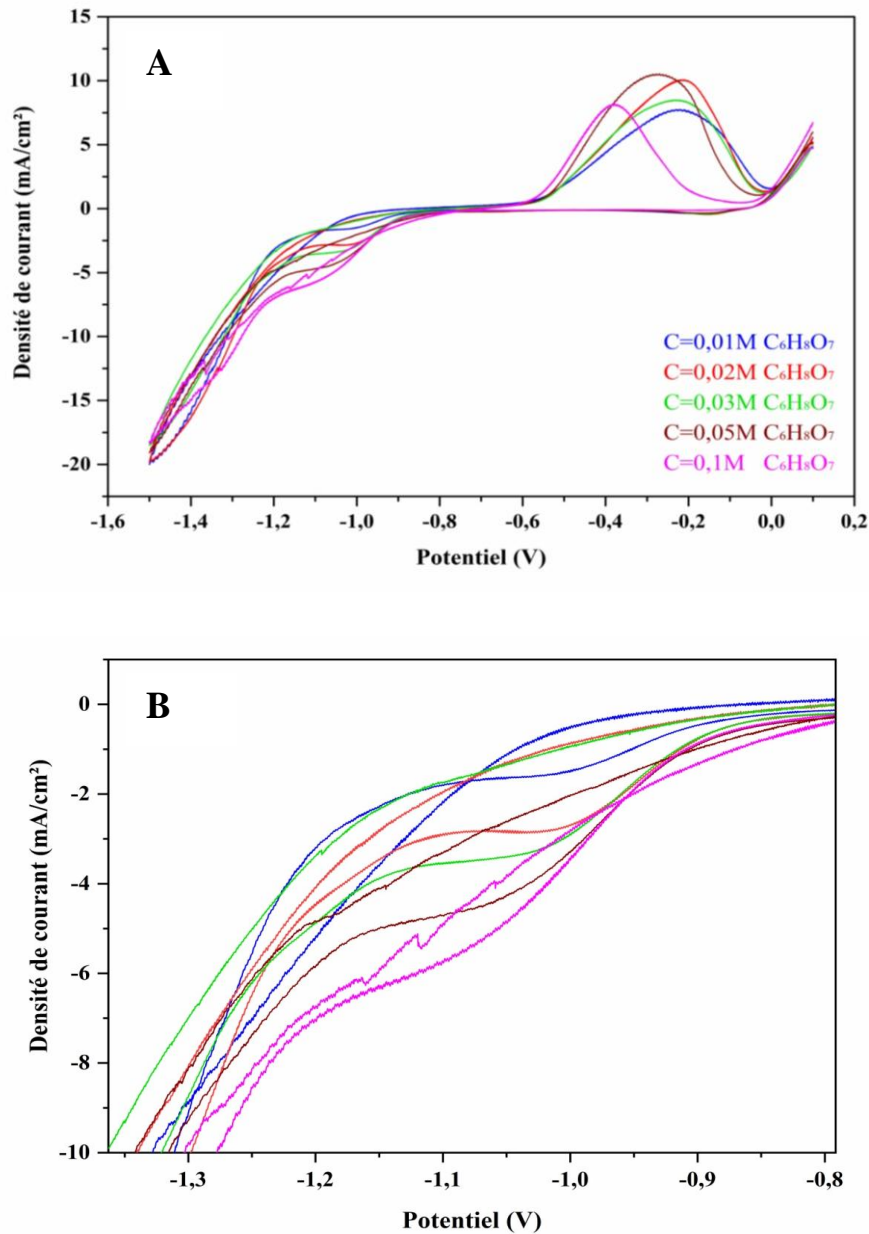 A
15
10
5
0
-5
-10
-15
-20
Densité de courant (mA/cm²)
C=0,01M C₆H₈O₇
C=0,02M C₆H₈O₇
C=0,03M C₆H₈O₇
C=0,05M C₆H₈O₇
C=0,1M C₆H₈O₇
-1,6 -1,4 -1,2 -1,0 -0,8 -0,6 -0,4 -0,2 0,0 0,2
Potentiel (V)
B
0
-2
-4
-6
-8
-10
Densité de courant (mA/cm²)
-1,3 -1,2 -1,1 -1,0 -0,9 -0,8
Potentiel (V)